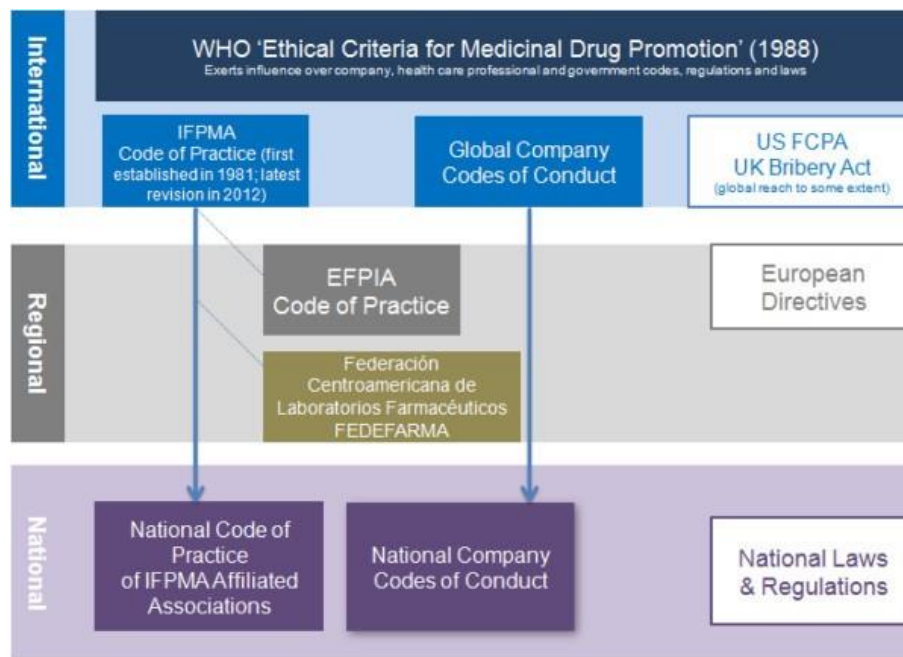 International
WHO ‘Ethical Criteria for Medicinal Drug Promotion’ (1988)
Exerts influence over company, health care professional and government codes, regulations and laws
IFPMA
Code of Practice (first
established in 1981; latest
revision in 2012)
Global Company
Codes of Conduct
US FCPA
UK Bribery Act
(global reach to some extent)
Regional
EFPIA
Code of Practice
European
Directives
Federación
Centroamericana de
Laboratorios Farmacéuticos
FEDEFARMA
National
National Code of
Practice
of IFPMA Affiliated
Associations
National Company
Codes of Conduct
National Laws
& Regulations